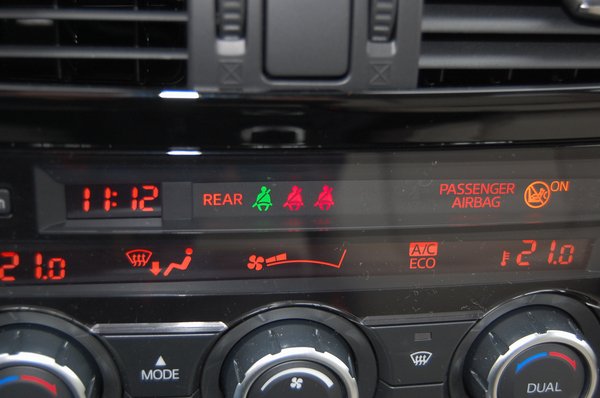 11:12
REAR
PASSENGER
AIRBAG
ON
21.0
A/C
ECO
21.0
MODE
DUAL